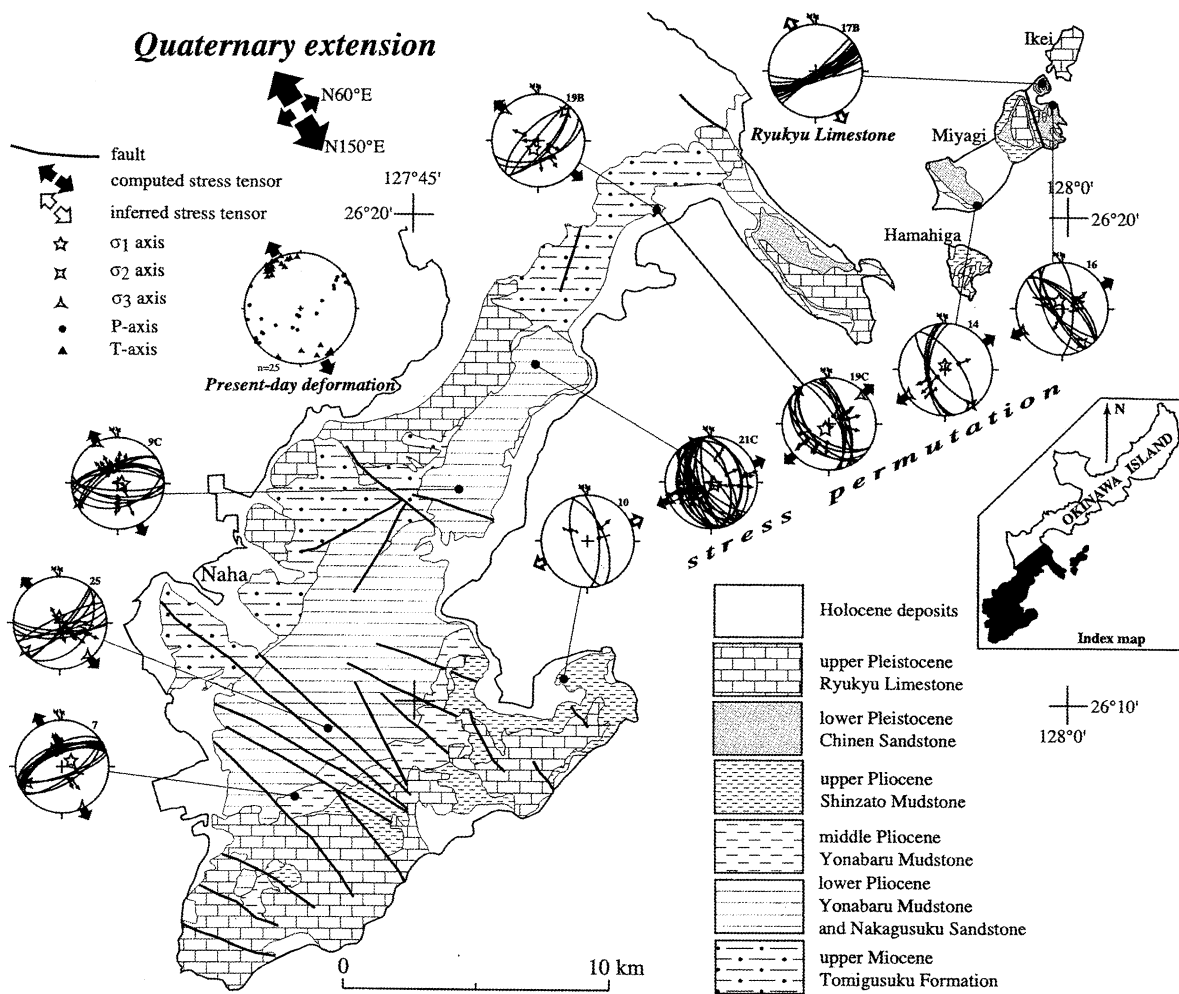 Quaternary extension
N60°E
N150°E
fault
computed stress tensor
inferred stress tensor
σ1 axis
σ2 axis
σ3 axis
P-axis
T-axis
127°45'
26°20'
n=25
Present-day deformation
19B
17B
Ryukyu Limestone
Ikei
Miyagi
128°0'
26°20'
Hamahiga
16
14
19C
21C
stress permutation
9C
10
25
7
Naha
N
OKINAWA ISLAND
Index map
Holocene deposits
upper Pleistocene
Ryukyu Limestone
lower Pleistocene
Chinen Sandstone
upper Pliocene
Shinzato Mudstone
middle Pliocene
Yonabaru Mudstone
lower Pliocene
Yonabaru Mudstone
and Nakagusuku Sandstone
upper Miocene
Tomigusuku Formation
26°10'
128°0'
0
10 km